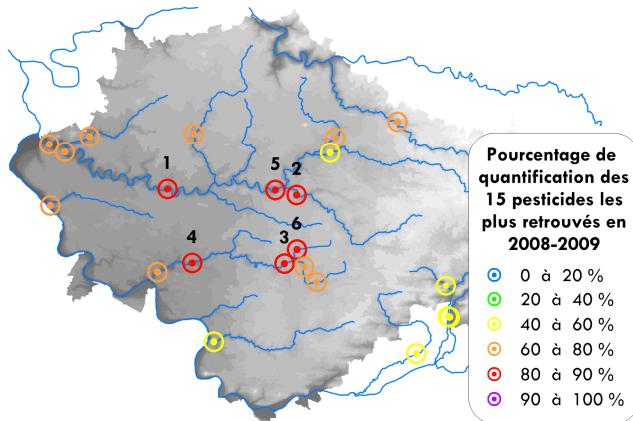 1
5
2
6
4
3
Pourcentage de
quantification des
15 pesticides les
plus retrouvés en
2008-2009
0 à 20 %
20 à 40 %
40 à 60 %
60 à 80 %
80 à 90 %
90 à 100 %